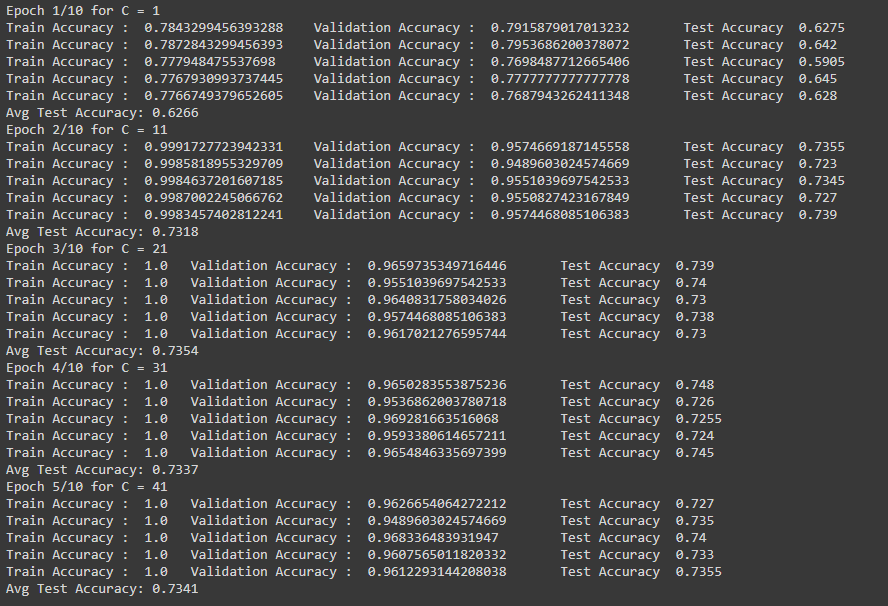 Epoch 1/10 for C = 1
Train Accuracy :  0.7843299456393288    Validation Accuracy :  0.7915879017013232       Test Accuracy  0.6275
Train Accuracy :  0.7872843299456393    Validation Accuracy :  0.7953686200378072       Test Accuracy  0.642
Train Accuracy :  0.777948475537698    Validation Accuracy :  0.7698487712665406       Test Accuracy  0.5905
Train Accuracy :  0.7767930993737445    Validation Accuracy :  0.7777777777777778       Test Accuracy  0.645
Train Accuracy :  0.7766749379652605    Validation Accuracy :  0.7687943262411348       Test Accuracy  0.628
Avg Test Accuracy: 0.6266
Epoch 2/10 for C = 11
Train Accuracy :  0.9991727723942331    Validation Accuracy :  0.9574669187145558       Test Accuracy  0.7355
Train Accuracy :  0.9985818955329709    Validation Accuracy :  0.9489603024574669       Test Accuracy  0.723
Train Accuracy :  0.9984637201607185    Validation Accuracy :  0.9551039697542533       Test Accuracy  0.7345
Train Accuracy :  0.9987002245066762    Validation Accuracy :  0.9550827423167849       Test Accuracy  0.727
Train Accuracy :  0.9983457402812241    Validation Accuracy :  0.9574468085106383       Test Accuracy  0.739
Avg Test Accuracy: 0.7318
Epoch 3/10 for C = 21
Train Accuracy :  1.0   Validation Accuracy :  0.9659735349716446       Test Accuracy  0.739
Train Accuracy :  1.0   Validation Accuracy :  0.9551039697542533       Test Accuracy  0.74
Train Accuracy :  1.0   Validation Accuracy :  0.9640831758034026       Test Accuracy  0.73
Train Accuracy :  1.0   Validation Accuracy :  0.9574468085106383       Test Accuracy  0.738
Train Accuracy :  1.0   Validation Accuracy :  0.9617021276595744       Test Accuracy  0.73
Avg Test Accuracy: 0.7354
Epoch 4/10 for C = 31
Train Accuracy :  1.0   Validation Accuracy :  0.9650283553875236       Test Accuracy  0.748
Train Accuracy :  1.0   Validation Accuracy :  0.9536862003780718       Test Accuracy  0.726
Train Accuracy :  1.0   Validation Accuracy :  0.969281663516068       Test Accuracy  0.7255
Train Accuracy :  1.0   Validation Accuracy :  0.9593380614657211       Test Accuracy  0.724
Train Accuracy :  1.0   Validation Accuracy :  0.9654846335697399       Test Accuracy  0.745
Avg Test Accuracy: 0.7337
Epoch 5/10 for C = 41
Train Accuracy :  1.0   Validation Accuracy :  0.9626654064272212       Test Accuracy  0.727
Train Accuracy :  1.0   Validation Accuracy :  0.9489603024574669       Test Accuracy  0.735
Train Accuracy :  1.0   Validation Accuracy :  0.968336483931947       Test Accuracy  0.74
Train Accuracy :  1.0   Validation Accuracy :  0.9607565011820332       Test Accuracy  0.733
Train Accuracy :  1.0   Validation Accuracy :  0.9612293144208038       Test Accuracy  0.7355
Avg Test Accuracy: 0.7341